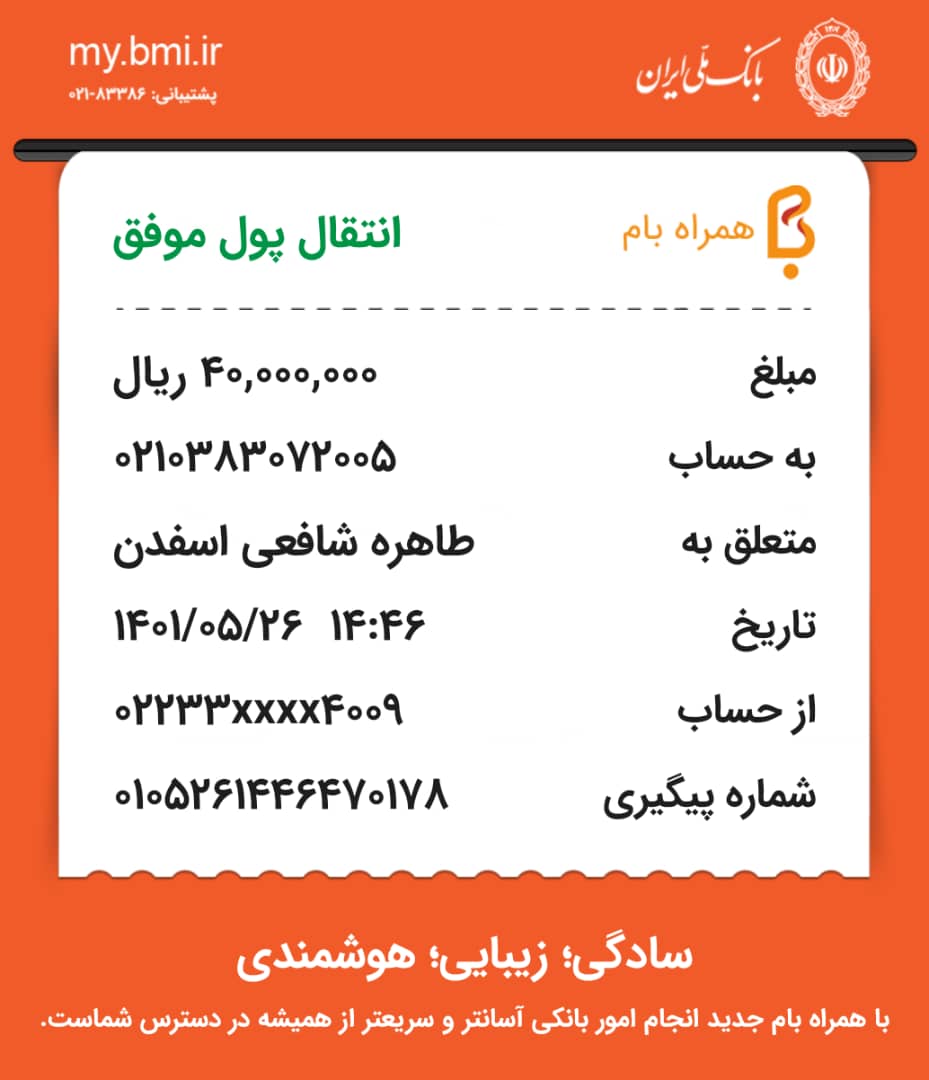 my.bmi.ir
پشتیبانی: ۸۳۳۸۶-۰۲۱
بانک ملّی ایران
همراه بام
انتقال پول موفق
مبلغ ۴۰,۰۰۰,۰۰۰ ریال
به حساب ۰۲۱۰۳۸۳۰۷۲۰۰۵
متعلق به طاهره شافعی اسفدن
تاریخ ۱۴۰۱/۰۵/۲۶ ۱۴:۴۶
از حساب ۰۲۲۳۳xxxx۴۰۰۹
شماره پیگیری ۰۱۰۵۲۶۱۴۴۶۴۷۰۱۷۸
سادگی؛ زیبایی؛ هوشمندی
با همراه بام جدید انجام امور بانکی آسانتر و سریعتر از همیشه در دسترس شماست.